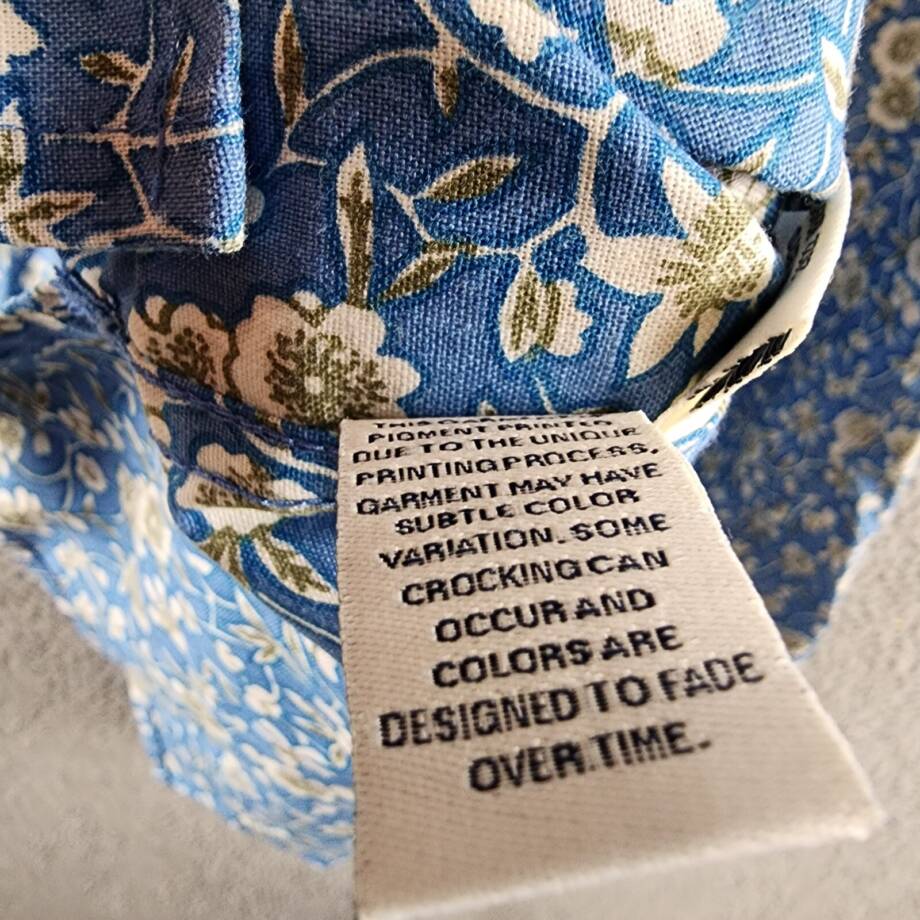 PIGMENT PRINTED
DUE TO THE UNIQUE
PRINTING PROCESS,
GARMENT MAY HAVE
SUBTLE COLOR
VARIATION. SOME
CROCKING CAN
OCCUR AND
COLORS ARE
DESIGNED TO FADE
OVER TIME.